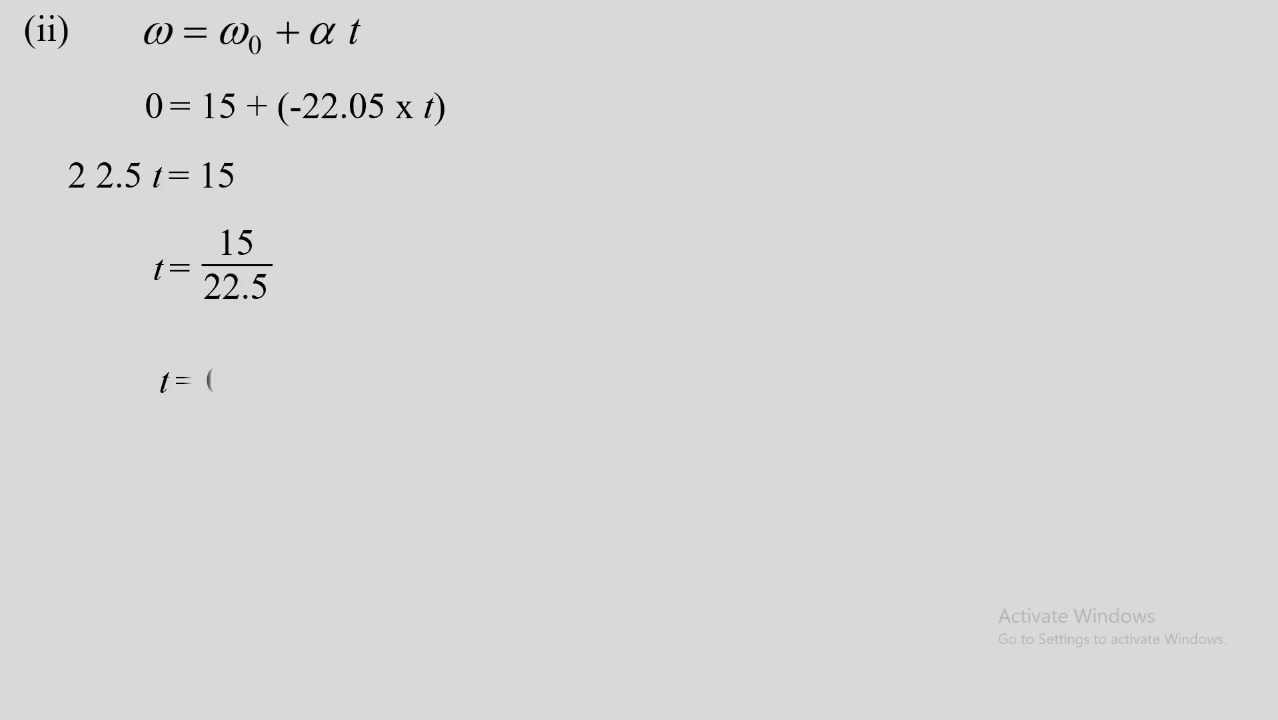 (ii) ω = ω₀ + α t
0 = 15 + (-22.05 x t)
2 2.5 t = 15
t = 15/22.5
t =
Activate Windows
Go to Settings to activate Windows.